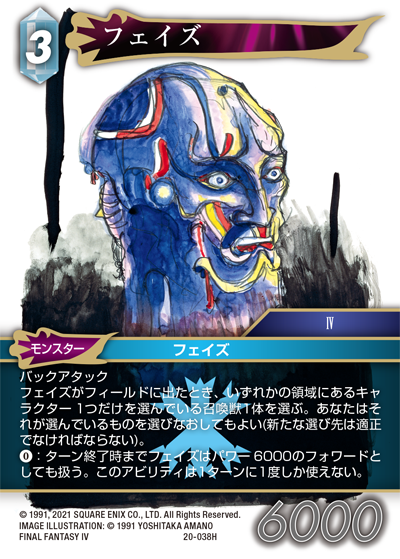 3
フェイズ
IV
モンスター
フェイズ
バックアタック
フェイズがフィールドに出たとき、いずれかの領域にあるキャ
ラクター 1つだけを選んでいる召喚獣1体を選ぶ。あなたはそ
れが選んでいるものを選びなおしてもよい(新たな選び先は適正
でなければならない)。
0：ターン終了時までフェイズはパワー 6000のフォワードと
しても扱う。このアビリティは1ターンに1度しか使えない。
© 1991, 2021 SQUARE ENIX CO., LTD. All Rights Reserved.
IMAGE ILLUSTRATION: © 1991 YOSHITAKA AMANO
FINAL FANTASY IV
20-038H
6000